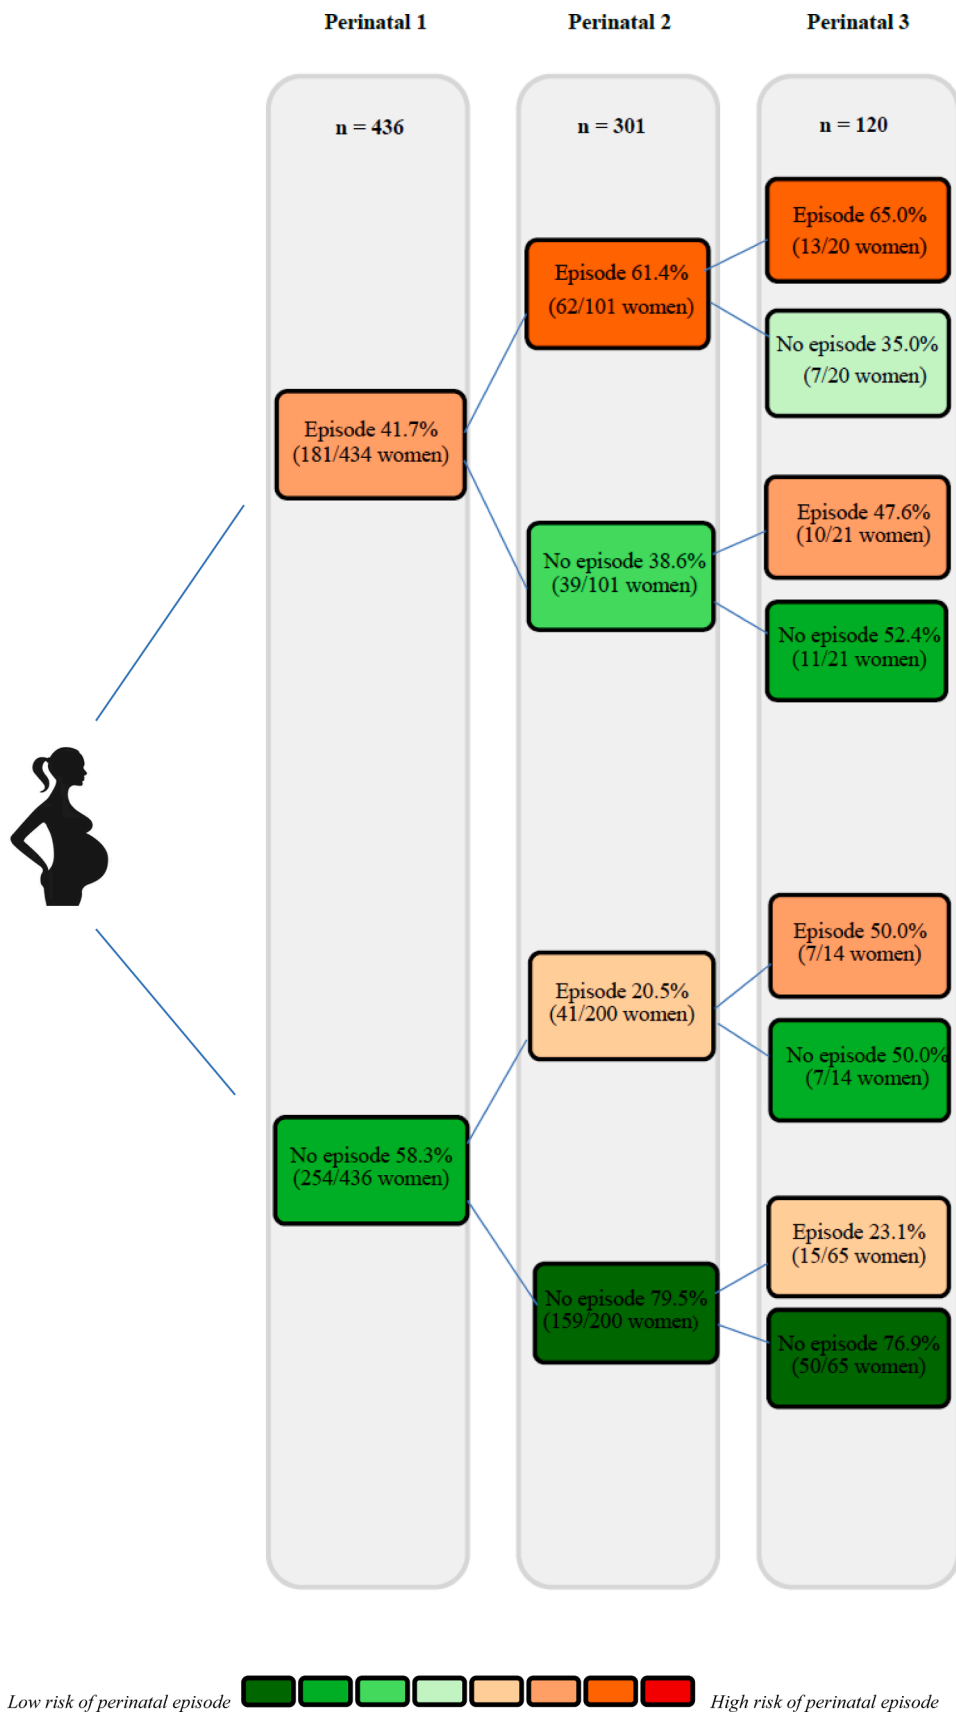 Perinatal 1
Perinatal 2
Perinatal 3
n = 436
n = 301
n = 120
Episode 41.7%
(181/434 women)
No episode 58.3%
(254/436 women)
Episode 61.4%
(62/101 women)
No episode 38.6%
(39/101 women)
Episode 20.5%
(41/200 women)
No episode 79.5%
(159/200 women)
Episode 65.0%
(13/20 women)
No episode 35.0%
(7/20 women)
Episode 47.6%
(10/21 women)
No episode 52.4%
(11/21 women)
Episode 50.0%
(7/14 women)
No episode 50.0%
(7/14 women)
Episode 23.1%
(15/65 women)
No episode 76.9%
(50/65 women)
Low risk of perinatal episode
High risk of perinatal episode